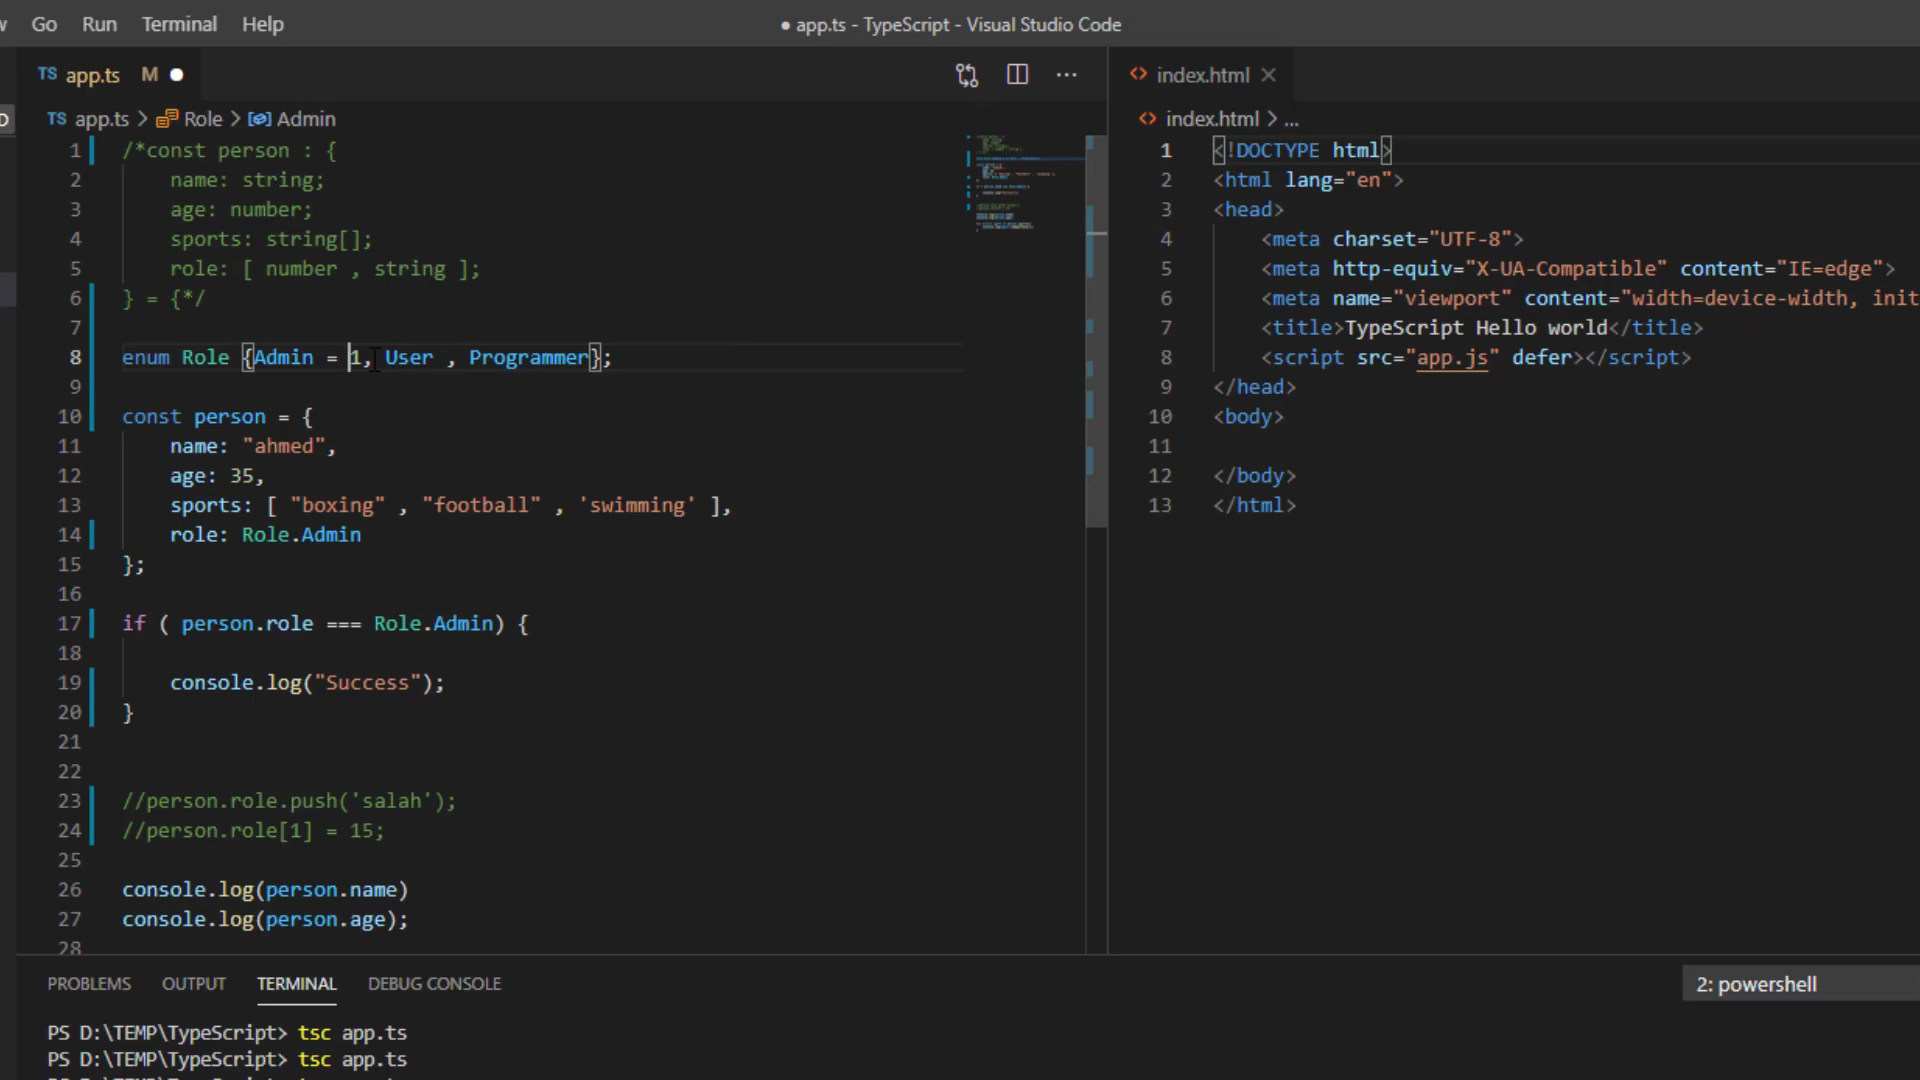 Go Run Terminal Help
● app.ts - TypeScript - Visual Studio Code
TS app.ts M ●
TS app.ts > Role > Admin
1 /*const person : {
2 name: string;
3 age: number;
4 sports: string[];
5 role: [ number , string ];
6 } = {*/
7
8 enum Role {Admin = 1, User , Programmer};
9
10 const person = {
11 name: "ahmed",
12 age: 35,
13 sports: [ "boxing" , "football" , 'swimming' ],
14 role: Role.Admin
15 };
16
17 if ( person.role === Role.Admin) {
18
19 console.log("Success");
20 }
21
22
23 //person.role.push('salah');
24 //person.role[1] = 15;
25
26 console.log(person.name)
27 console.log(person.age);
28
index.html ×
index.html > ...
1 <!DOCTYPE html>
2 <html lang="en">
3 <head>
4 <meta charset="UTF-8">
5 <meta http-equiv="X-UA-Compatible" content="IE=edge">
6 <meta name="viewport" content="width=device-width, init
7 <title>TypeScript Hello world</title>
8 <script src="app.js" defer></script>
9 </head>
10 <body>
11
12 </body>
13 </html>
PROBLEMS OUTPUT TERMINAL DEBUG CONSOLE
2: powershell
PS D:\TEMP\TypeScript> tsc app.ts
PS D:\TEMP\TypeScript> tsc app.ts